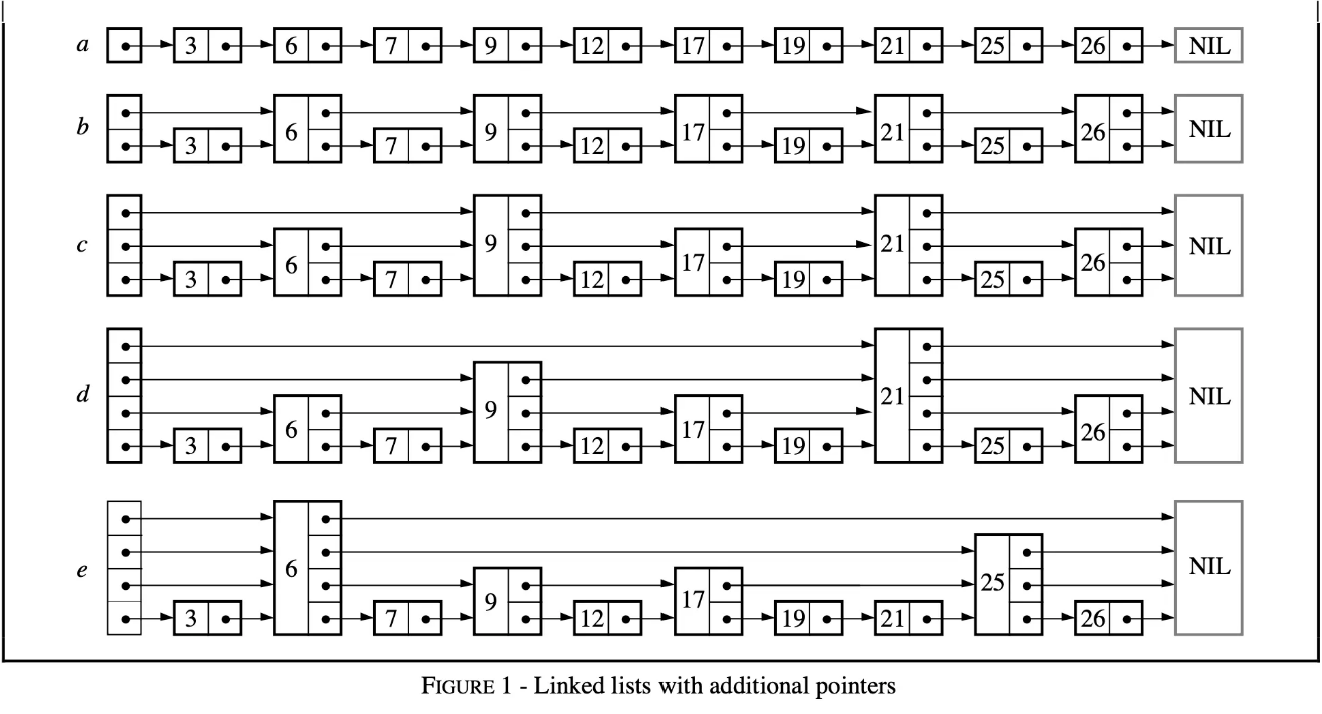 a 3 6 7 9 12 17 19 21 25 26 NIL
b 3 6 7 9 12 17 19 21 25 26 NIL
c 3 6 7 9 12 17 19 21 25 26 NIL
d 3 6 7 9 12 17 19 21 25 26 NIL
e 3 6 7 9 12 17 19 21 25 26 NIL
FIGURE 1 - Linked lists with additional pointers